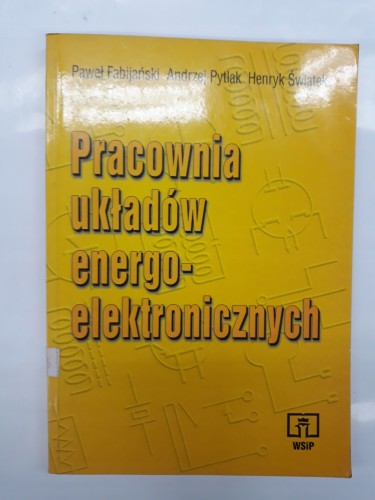 Paweł Fabijański Andrzej Pytlak Henryk Świątek
Pracownia
układów
energo-
elektronicznych
WSiP